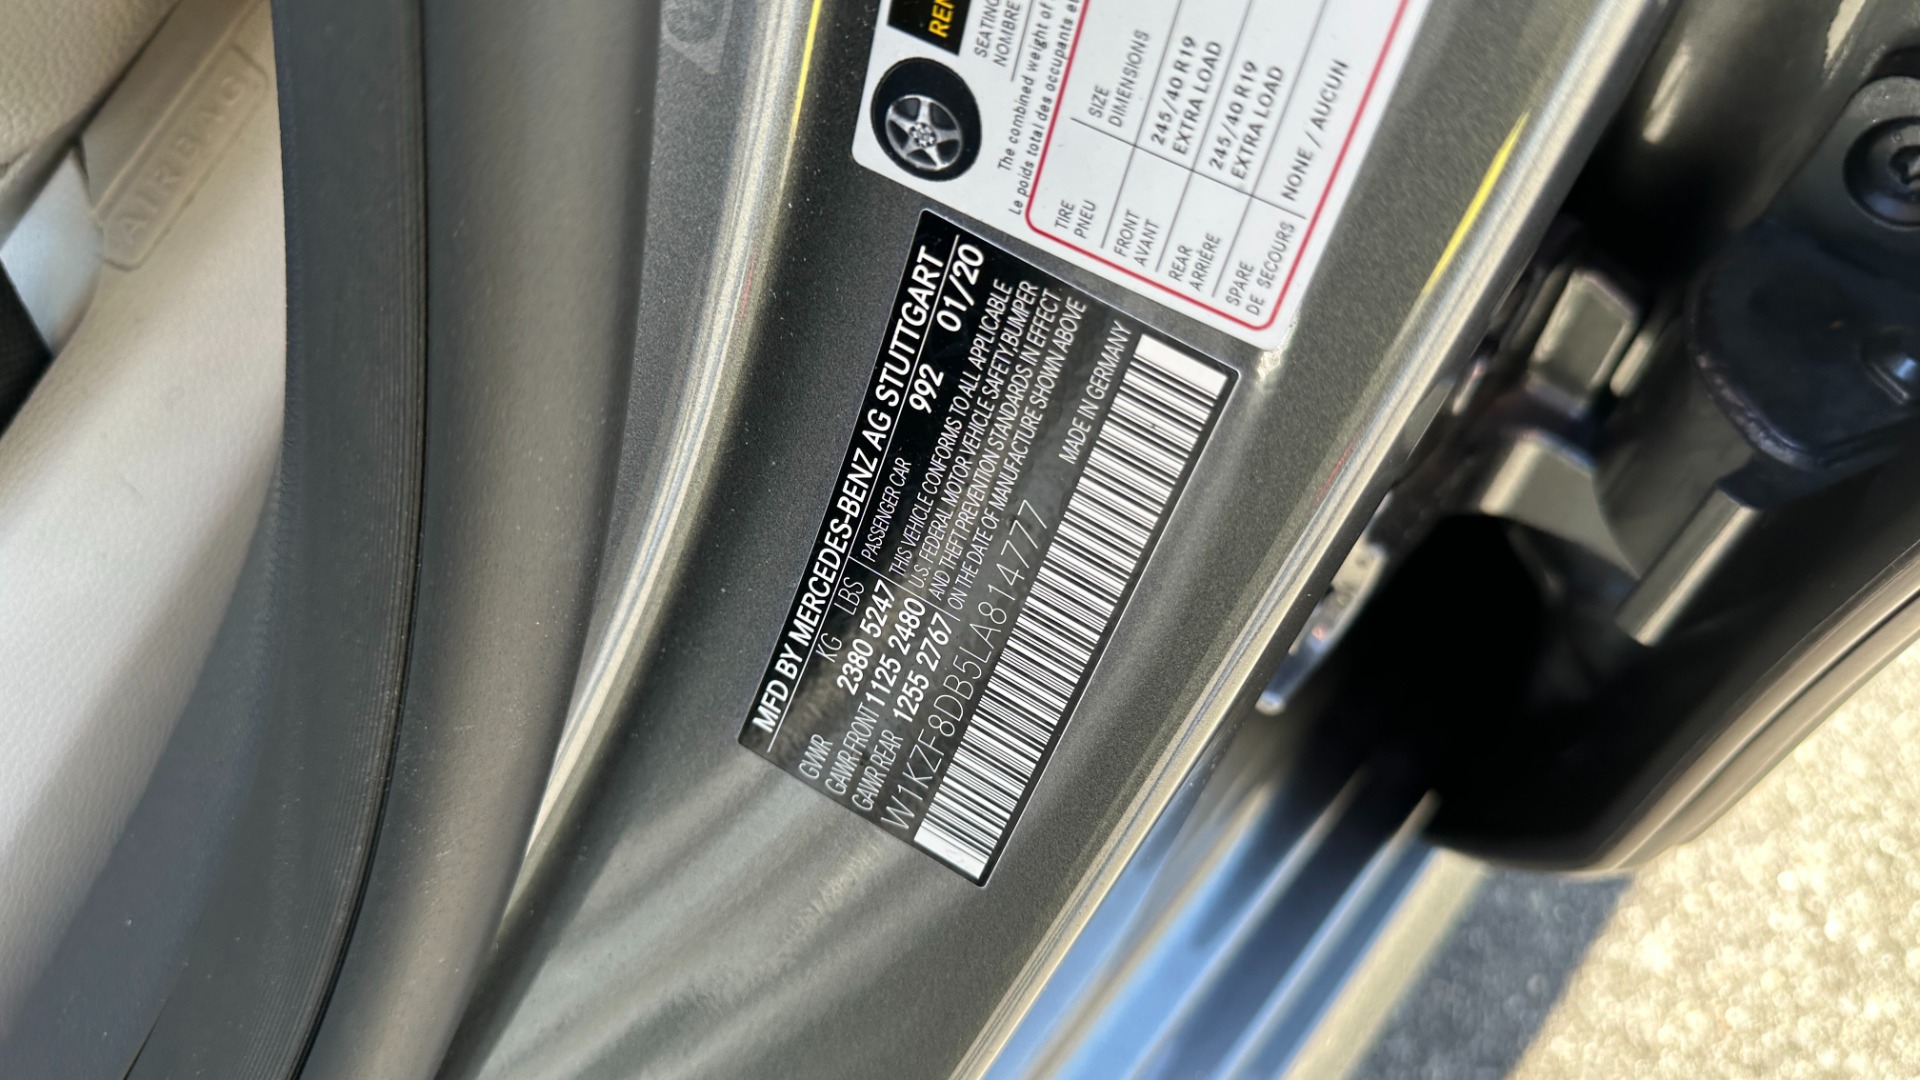 AIRBAG
SEATING
NOMBRE
The combined weight of
Le poids total des occupants
TIRE SIZE
PNEU DIMENSIONS
FRONT 245/40 R19
AVANT EXTRA LOAD
REAR 245/40 R19
ARRIÈRE EXTRA LOAD
SPARE NONE / AUCUN
DE SECOURS
MFD BY MERCEDES-BENZ AG STUTTGART
KG LBS PASSENGER CAR 992 01/20
GVWR 2380 5247 THIS VEHICLE CONFORMS TO ALL APPLICABLE
GAWR FRONT 1125 2480 U.S. FEDERAL MOTOR VEHICLE SAFETY, BUMPER
GAWR REAR 1255 2767 AND THEFT PREVENTION STANDARDS IN EFFECT
ON THE DATE OF MANUFACTURE SHOWN ABOVE
W1KZF8DB5LA814777 MADE IN GERMANY